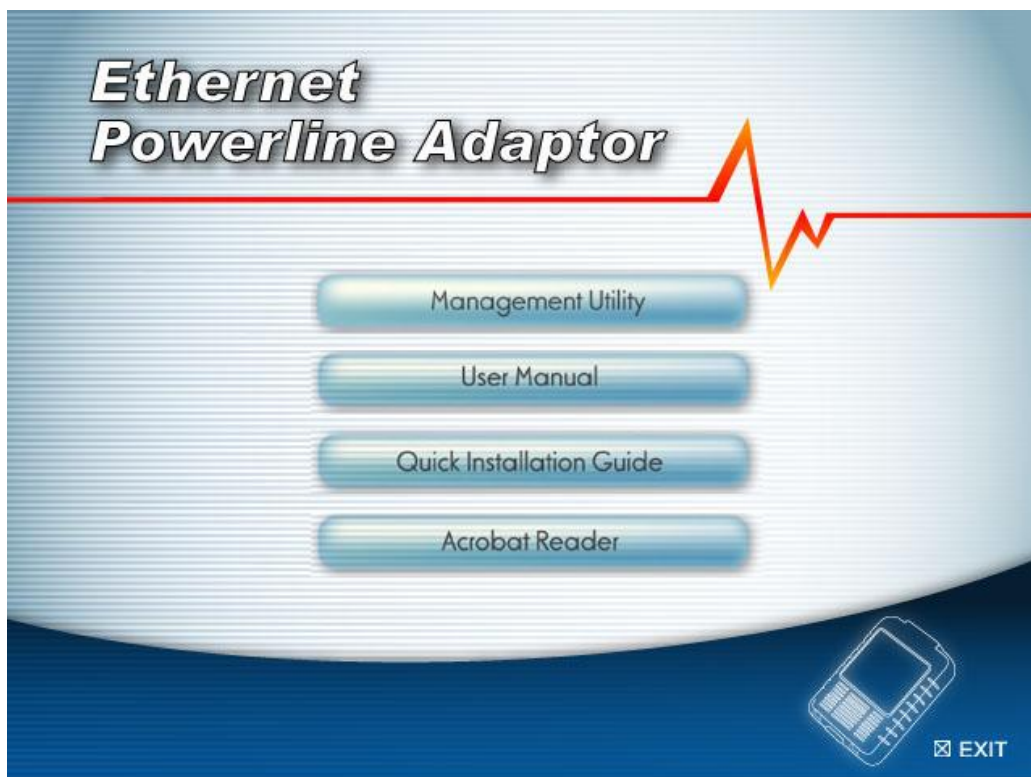 Ethernet
Powerline Adaptor
Management Utility
User Manual
Quick Installation Guide
Acrobat Reader
EXIT